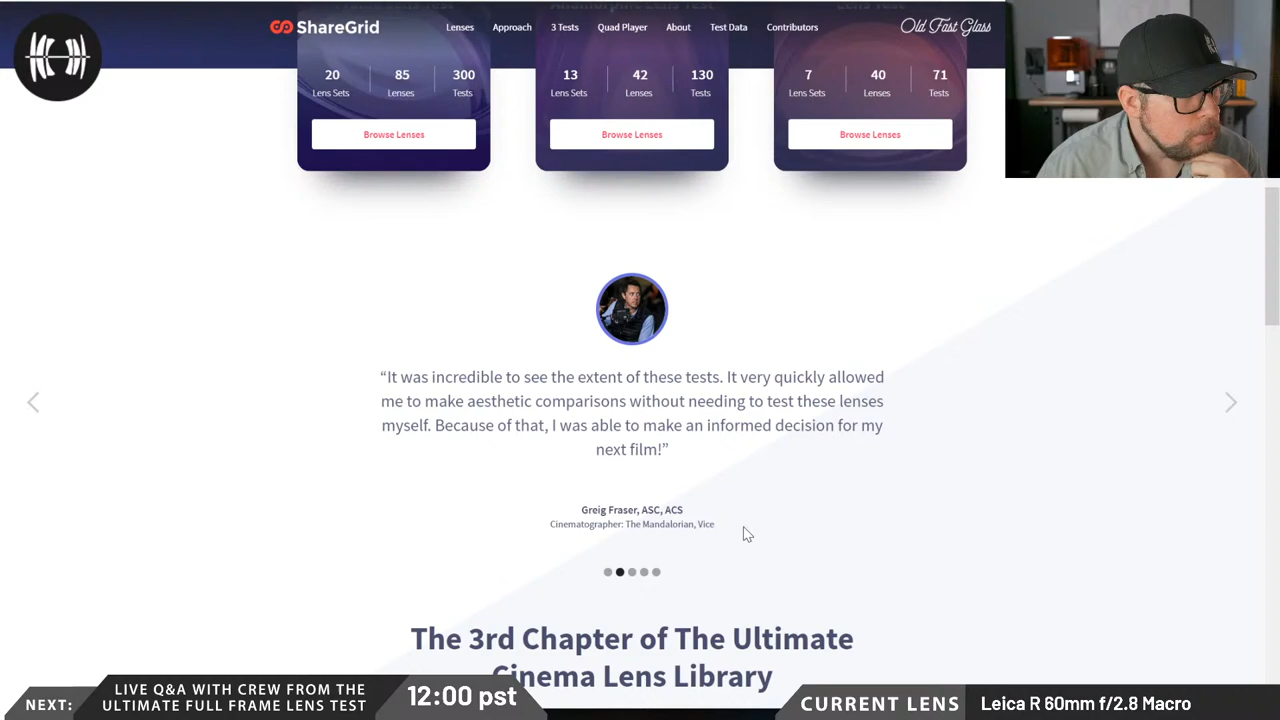 ShareGrid
Lenses Approach 3 Tests Quad Player About Test Data Contributors
Old Fast Glass
20 85 300
Lens Sets Lenses Tests
Browse Lenses
13 42 130
Lens Sets Lenses Tests
Browse Lenses
7 40 71
Lens Sets Lenses Tests
Browse Lenses
“It was incredible to see the extent of these tests. It very quickly allowed
me to make aesthetic comparisons without needing to test these lenses
myself. Because of that, I was able to make an informed decision for my
next film!”
Greig Fraser, ASC, ACS
Cinematographer: The Mandalorian, Vice
The 3rd Chapter of The Ultimate
Cinema Lens Library
NEXT:
LIVE Q&A WITH CREW FROM THE
ULTIMATE FULL FRAME LENS TEST
12:00 pst
CURRENT LENS
Leica R 60mm f/2.8 Macro